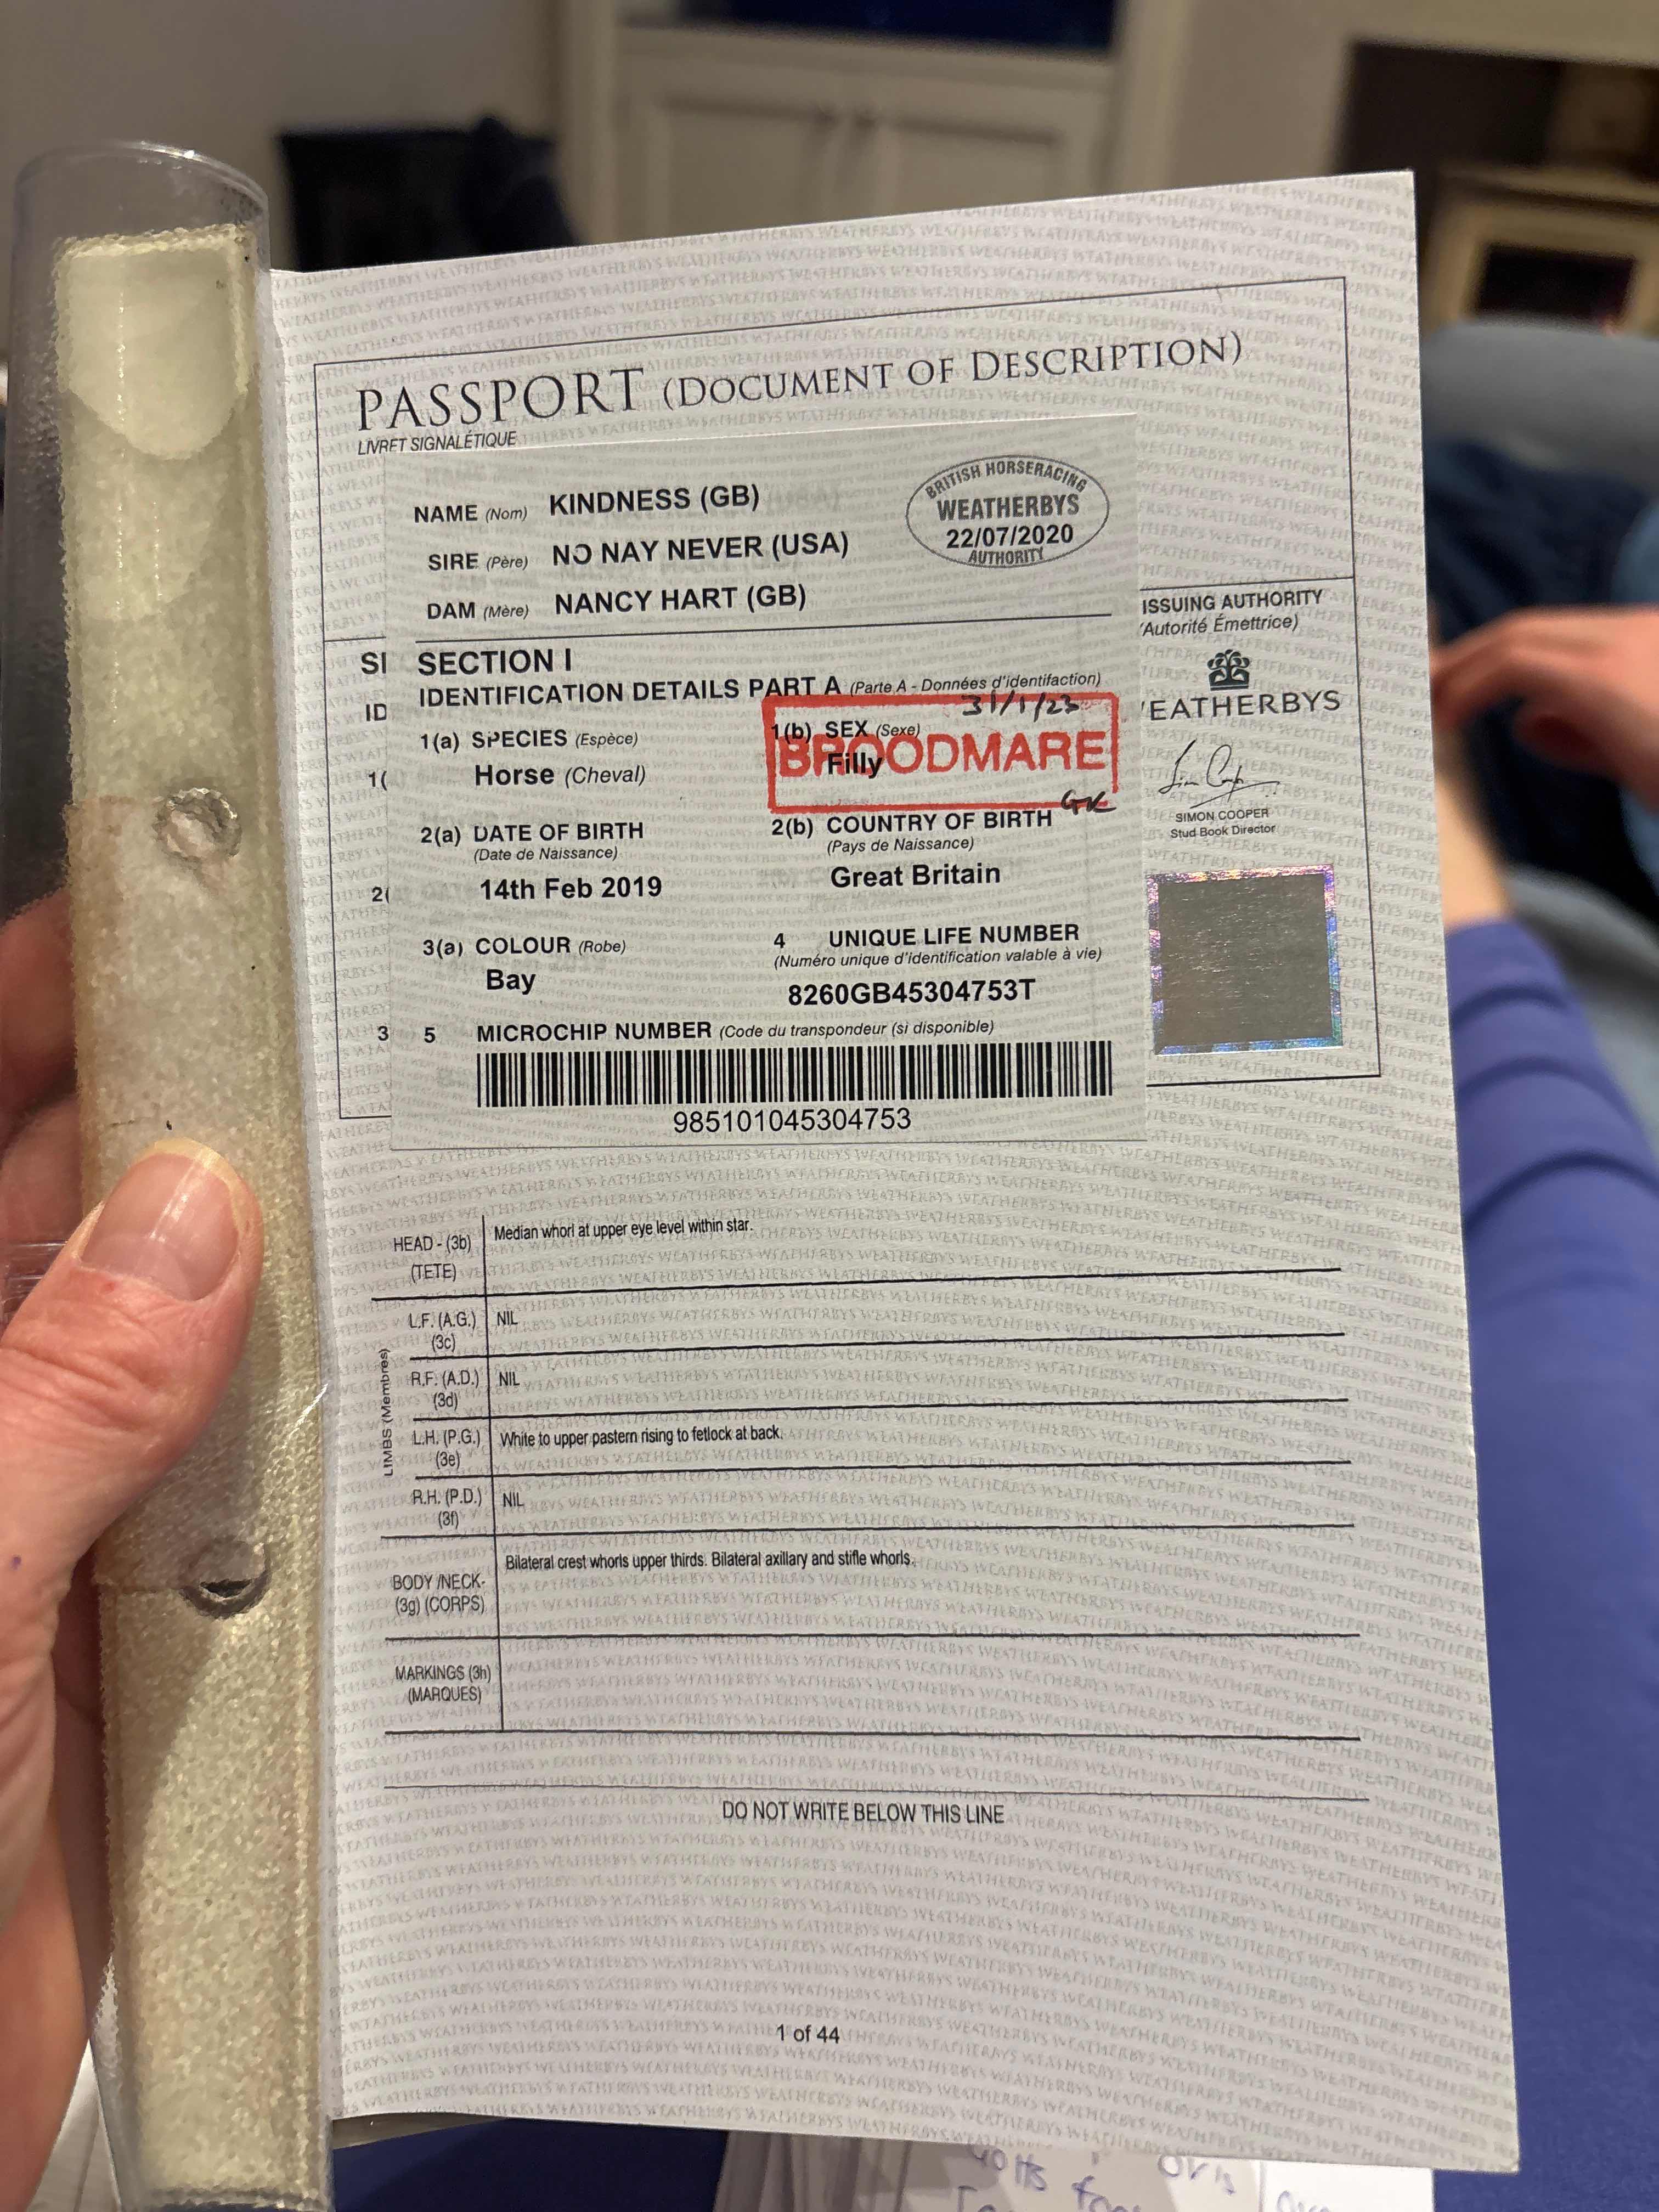 PASSPORT (DOCUMENT OF DESCRIPTION)
LIVRET SIGNALÉTIQUE
NAME (Nom) KINDNESS (GB)
SIRE (Père) NO NAY NEVER (USA)
DAM (Mère) NANCY HART (GB)
BRITISH HORSERACING
WEATHERBYS
22/07/2020
AUTHORITY
ISSUING AUTHORITY
(Autorité Émettrice)
EATHERBYS
SIMON COOPER
Stud Book Director
SI
ID
1(
2(
3
SECTION I
IDENTIFICATION DETAILS PART A (Parte A - Données d'identifaction)
31/1/23
1(a) SPECIES (Espèce)
Horse (Cheval)
1(b) SEX (Sexe)
Filly
BROODMARE
GK
2(a) DATE OF BIRTH
(Date de Naissance)
14th Feb 2019
2(b) COUNTRY OF BIRTH
(Pays de Naissance)
Great Britain
3(a) COLOUR (Robe)
Bay
4 UNIQUE LIFE NUMBER
(Numéro unique d'identification valable à vie)
8260GB45304753T
5 MICROCHIP NUMBER (Code du transpondeur (si disponible)
985101045304753
HEAD - (3b)
(TETE)
Median whorl at upper eye level within star.
LIMBS (Membres)
L.F. (A.G.)
(3c)
NIL
R.F. (A.D.)
(3d)
NIL
L.H. (P.G.)
(3e)
White to upper pastern rising to fetlock at back.
R.H. (P.D.)
(3f)
NIL
BODY /NECK-
(3g) (CORPS)
Bilateral crest whorls upper thirds. Bilateral axillary and stifle whorls.
MARKINGS (3h)
(MARQUES)
DO NOT WRITE BELOW THIS LINE
1 of 44